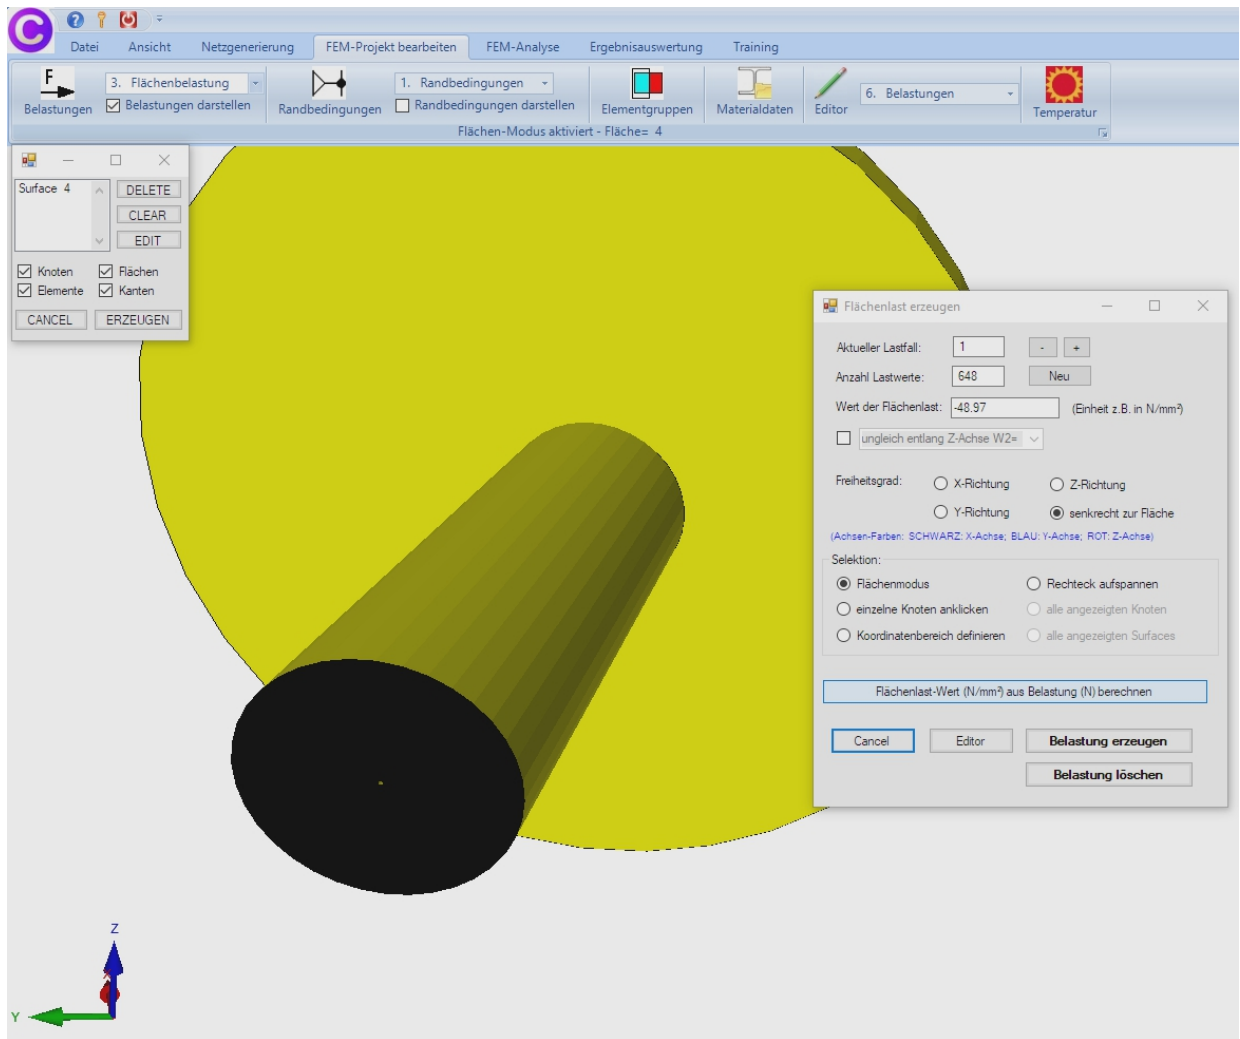 C
?
Datei Ansicht Netzgenerierung FEM-Projekt bearbeiten FEM-Analyse Ergebnisauswertung Training
F
3. Flächenbelastung
1. Randbedingungen
6. Belastungen
Belastungen
Belastungen darstellen
Randbedingungen
Randbedingungen darstellen
Elementgruppen
Materialdaten
Editor
Temperatur
Flächen-Modus aktiviert - Fläche= 4
Surface 4
DELETE
CLEAR
EDIT
Knoten Flächen
Elemente Kanten
CANCEL ERZEUGEN
Flächenlast erzeugen
Aktueller Lastfall: 1 - +
Anzahl Lastwerte: 648 Neu
Wert der Flächenlast: -48.97 (Einheit z.B. in N/mm²)
ungleich entlang Z-Achse W2=
Freiheitsgrad: X-Richtung Z-Richtung
Y-Richtung senkrecht zur Fläche
(Achsen-Farben: SCHWARZ: X-Achse; BLAU: Y-Achse; ROT: Z-Achse)
Selektion:
Flächenmodus Rechteck aufspannen
einzelne Knoten anklicken alle angezeigten Knoten
Koordinatenbereich definieren alle angezeigten Surfaces
Flächenlast-Wert (N/mm²) aus Belastung (N) berechnen
Cancel Editor Belastung erzeugen
Belastung löschen
Z
X
Y